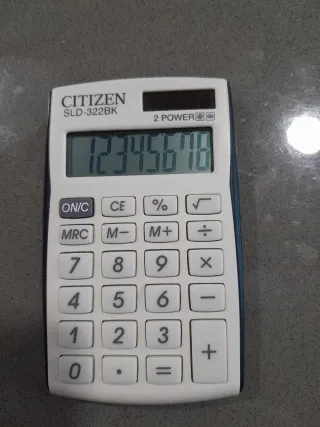 CITIZEN
SLD-322BK
2 POWER
12345678
ON/C CE % √
MRC M− M+ ÷
7 8 9 ×
4 5 6 −
1 2 3
0 · = +